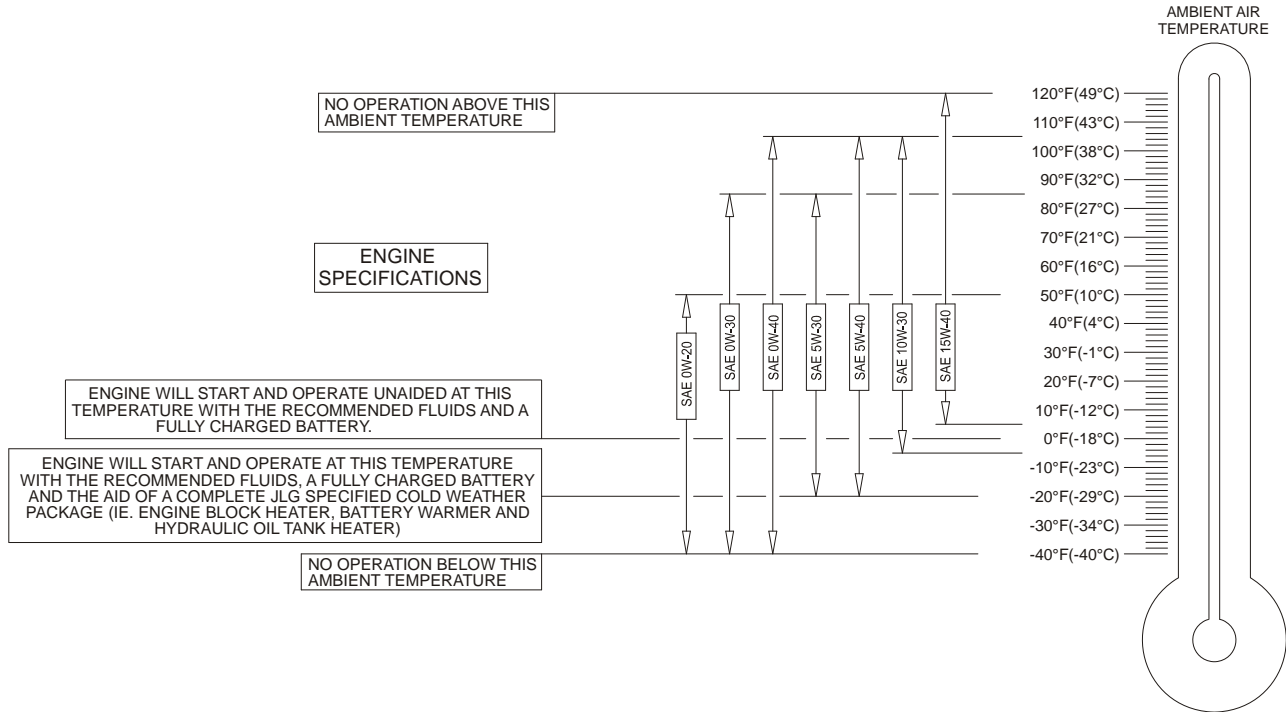 AMBIENT AIR
TEMPERATURE
NO OPERATION ABOVE THIS
AMBIENT TEMPERATURE
120°F(49°C)
110°F(43°C)
100°F(38°C)
90°F(32°C)
80°F(27°C)
70°F(21°C)
60°F(16°C)
50°F(10°C)
40°F(4°C)
30°F(-1°C)
20°F(-7°C)
10°F(-12°C)
0°F(-18°C)
-10°F(-23°C)
-20°F(-29°C)
-30°F(-34°C)
-40°F(-40°C)
ENGINE
SPECIFICATIONS
SAE 0W-20
SAE 0W-30
SAE 0W-40
SAE 5W-30
SAE 5W-40
SAE 10W-30
SAE 15W-40
ENGINE WILL START AND OPERATE UNAIDED AT THIS
TEMPERATURE WITH THE RECOMMENDED FLUIDS AND A
FULLY CHARGED BATTERY.
ENGINE WILL START AND OPERATE AT THIS TEMPERATURE
WITH THE RECOMMENDED FLUIDS, A FULLY CHARGED BATTERY
AND THE AID OF A COMPLETE JLG SPECIFIED COLD WEATHER
PACKAGE (IE. ENGINE BLOCK HEATER, BATTERY WARMER AND
HYDRAULIC OIL TANK HEATER)
NO OPERATION BELOW THIS
AMBIENT TEMPERATURE